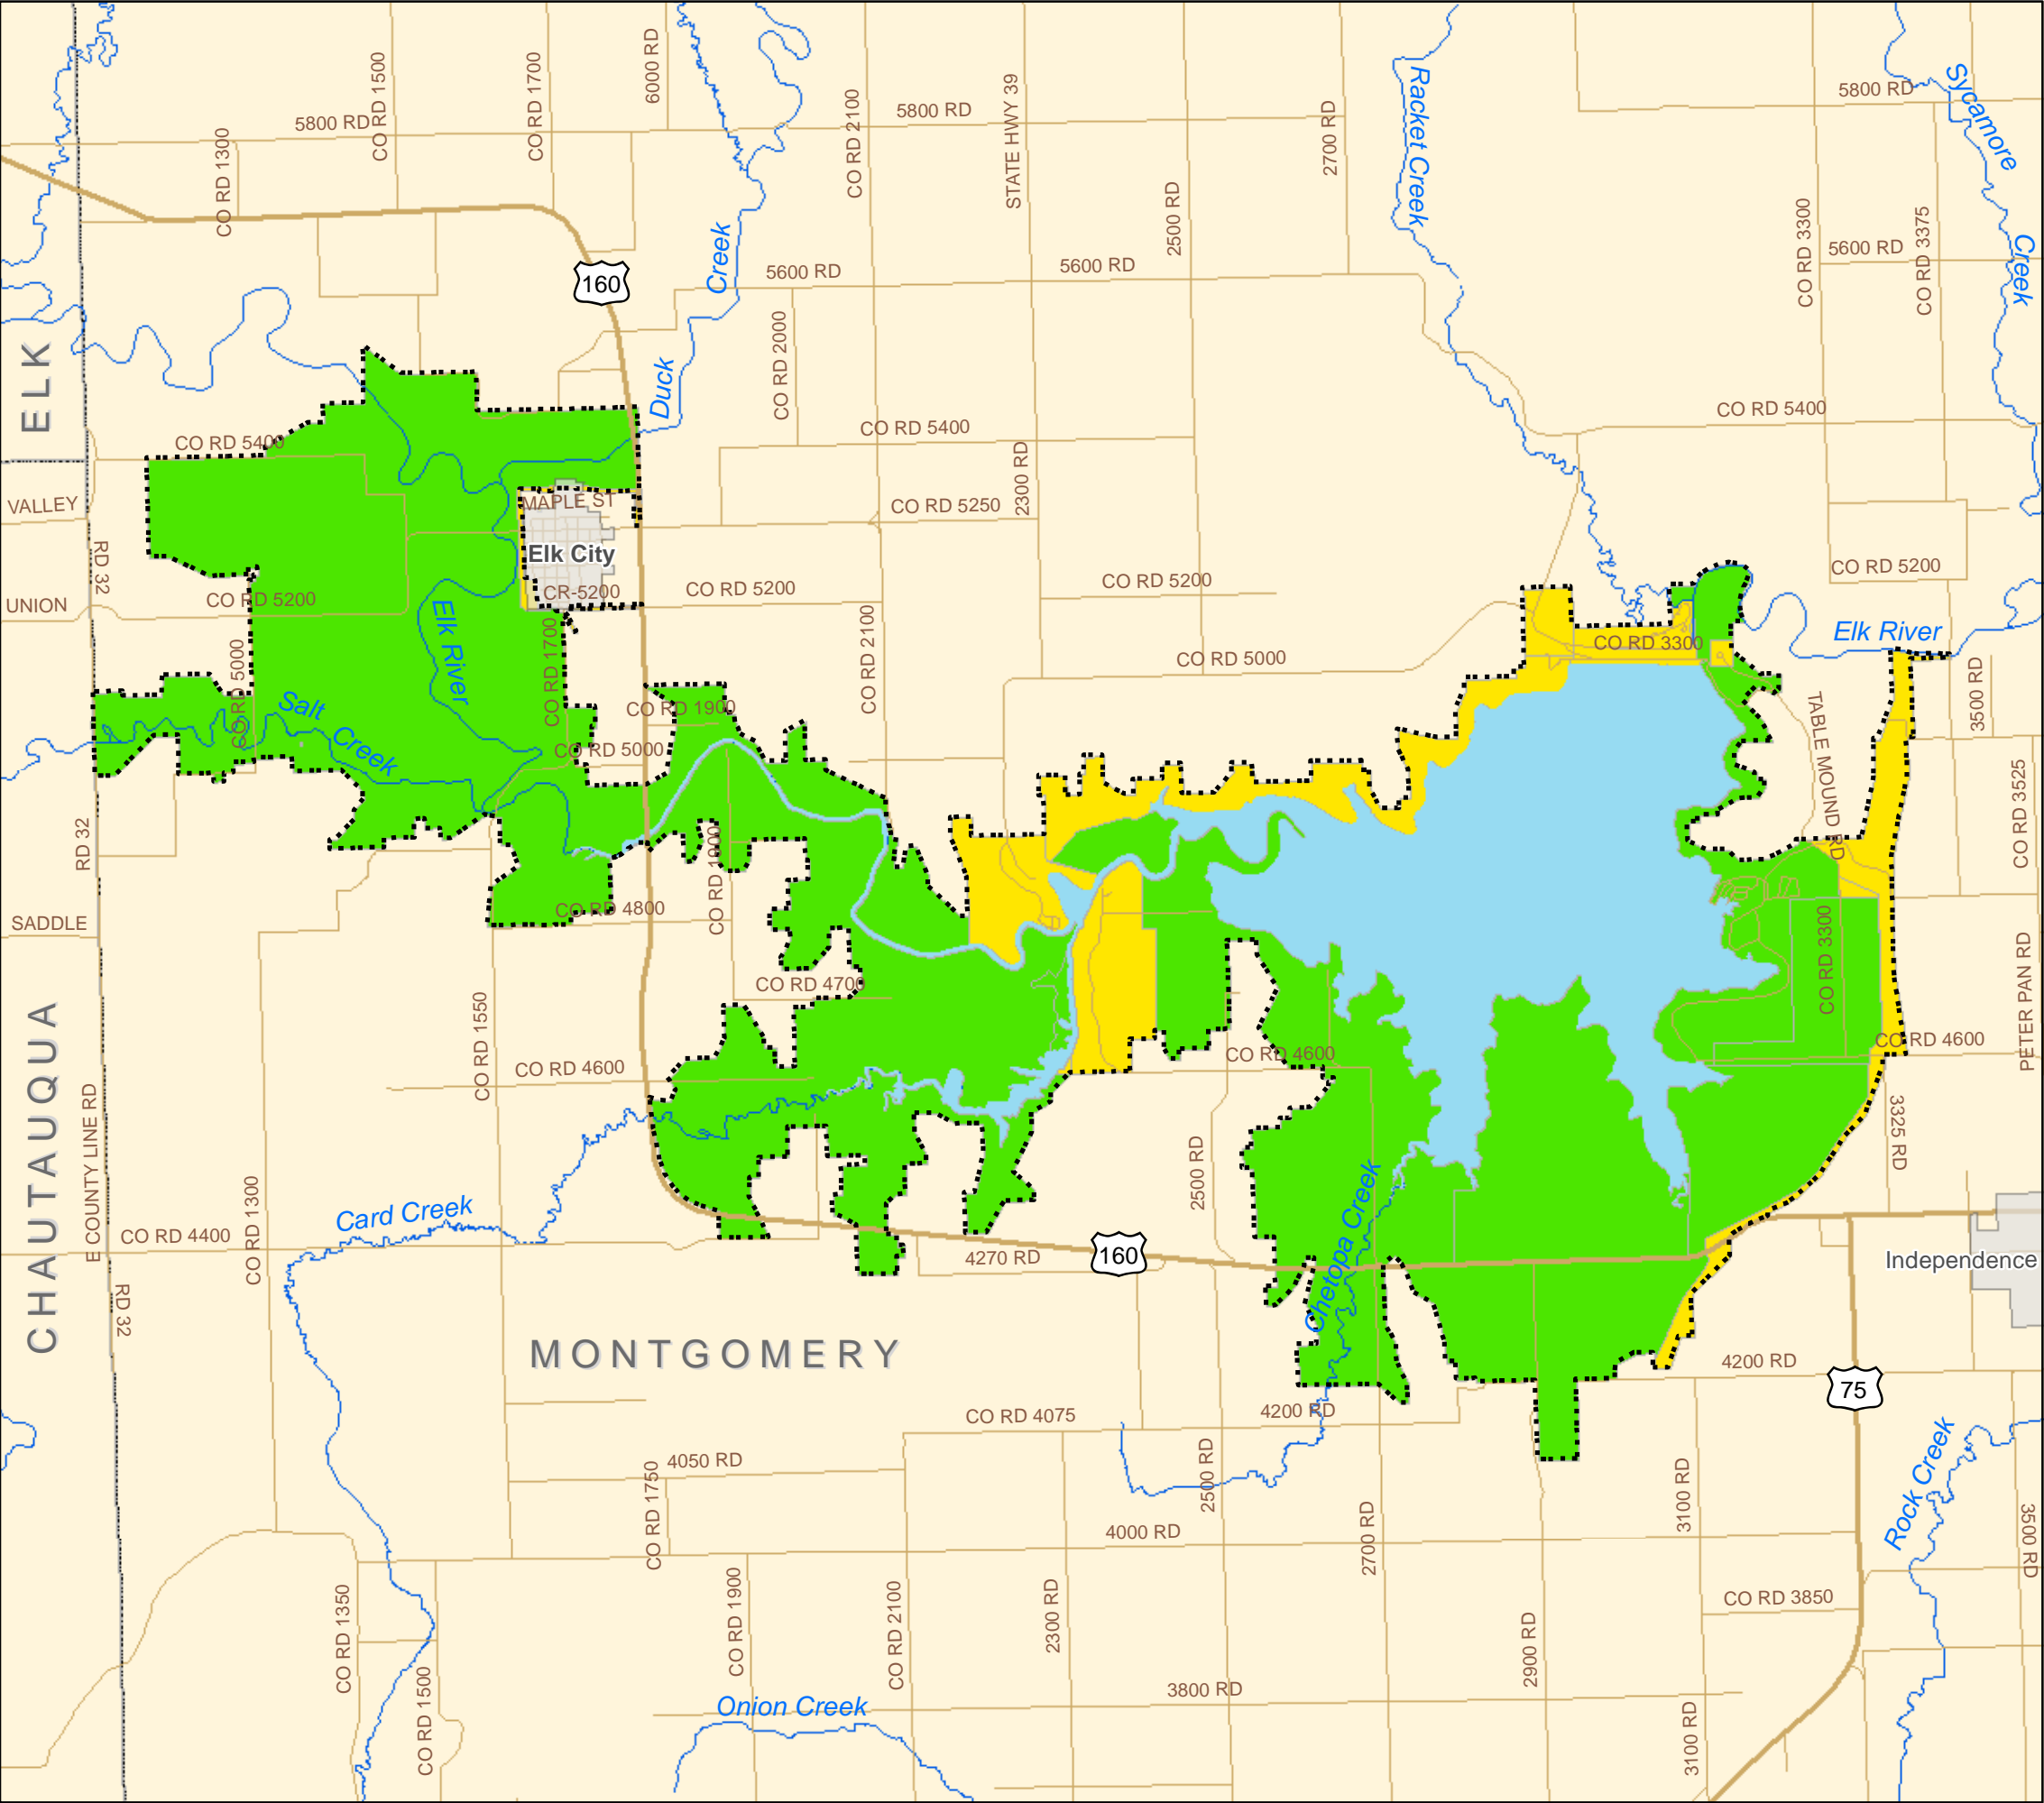 CO RD 1500
CO RD 1700
6000 RD
CO RD 2100
STATE HWY 39
2700 RD
Racket Creek
Sycamore
Creek
5800 RD
5800 RD
5800 RD
CO RD 1300
2500 RD
CO RD 3300
CO RD 3375
5600 RD
5600 RD
5600 RD
160
Creek
Duck
ELK
CO RD 2000
CO RD 5400
CO RD 5400
CO RD 5400
2300 RD
VALLEY
MAPLE ST
CO RD 5250
Elk City
RD 32
CR-5200
CO RD 5200
CO RD 5200
CO RD 5200
CO RD 5200
UNION
Elk River
CO RD 1700
CO RD 2100
CO RD 3300
Elk River
CO RD 5000
CO RD 5000
Salt Creek
CO RD 1900
CO RD 5000
TABLE MOUND RD
3500 RD
CO RD 3525
RD 32
CO RD 1900
CO RD 4800
SADDLE
CO RD 3300
PETER PAN RD
CO RD 4700
CO RD 1550
CO RD 4600
CO RD 4600
CO RD 4600
CHAUTAUQUA
E COUNTY LINE RD
3325 RD
2500 RD
Chetopa Creek
CO RD 1300
Card Creek
CO RD 4400
4270 RD
160
Independence
RD 32
MONTGOMERY
4200 RD
75
CO RD 4075
4200 RD
Rock Creek
4050 RD
CO RD 1750
2500 RD
2700 RD
3100 RD
4000 RD
3500 RD
CO RD 1350
CO RD 1900
CO RD 2100
2300 RD
2900 RD
CO RD 3850
CO RD 1500
Onion Creek
3800 RD
3100 RD